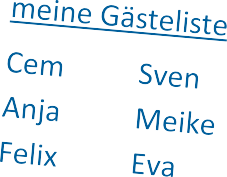 meine Gästeliste
Cem Sven
Anja Meike
Felix Eva